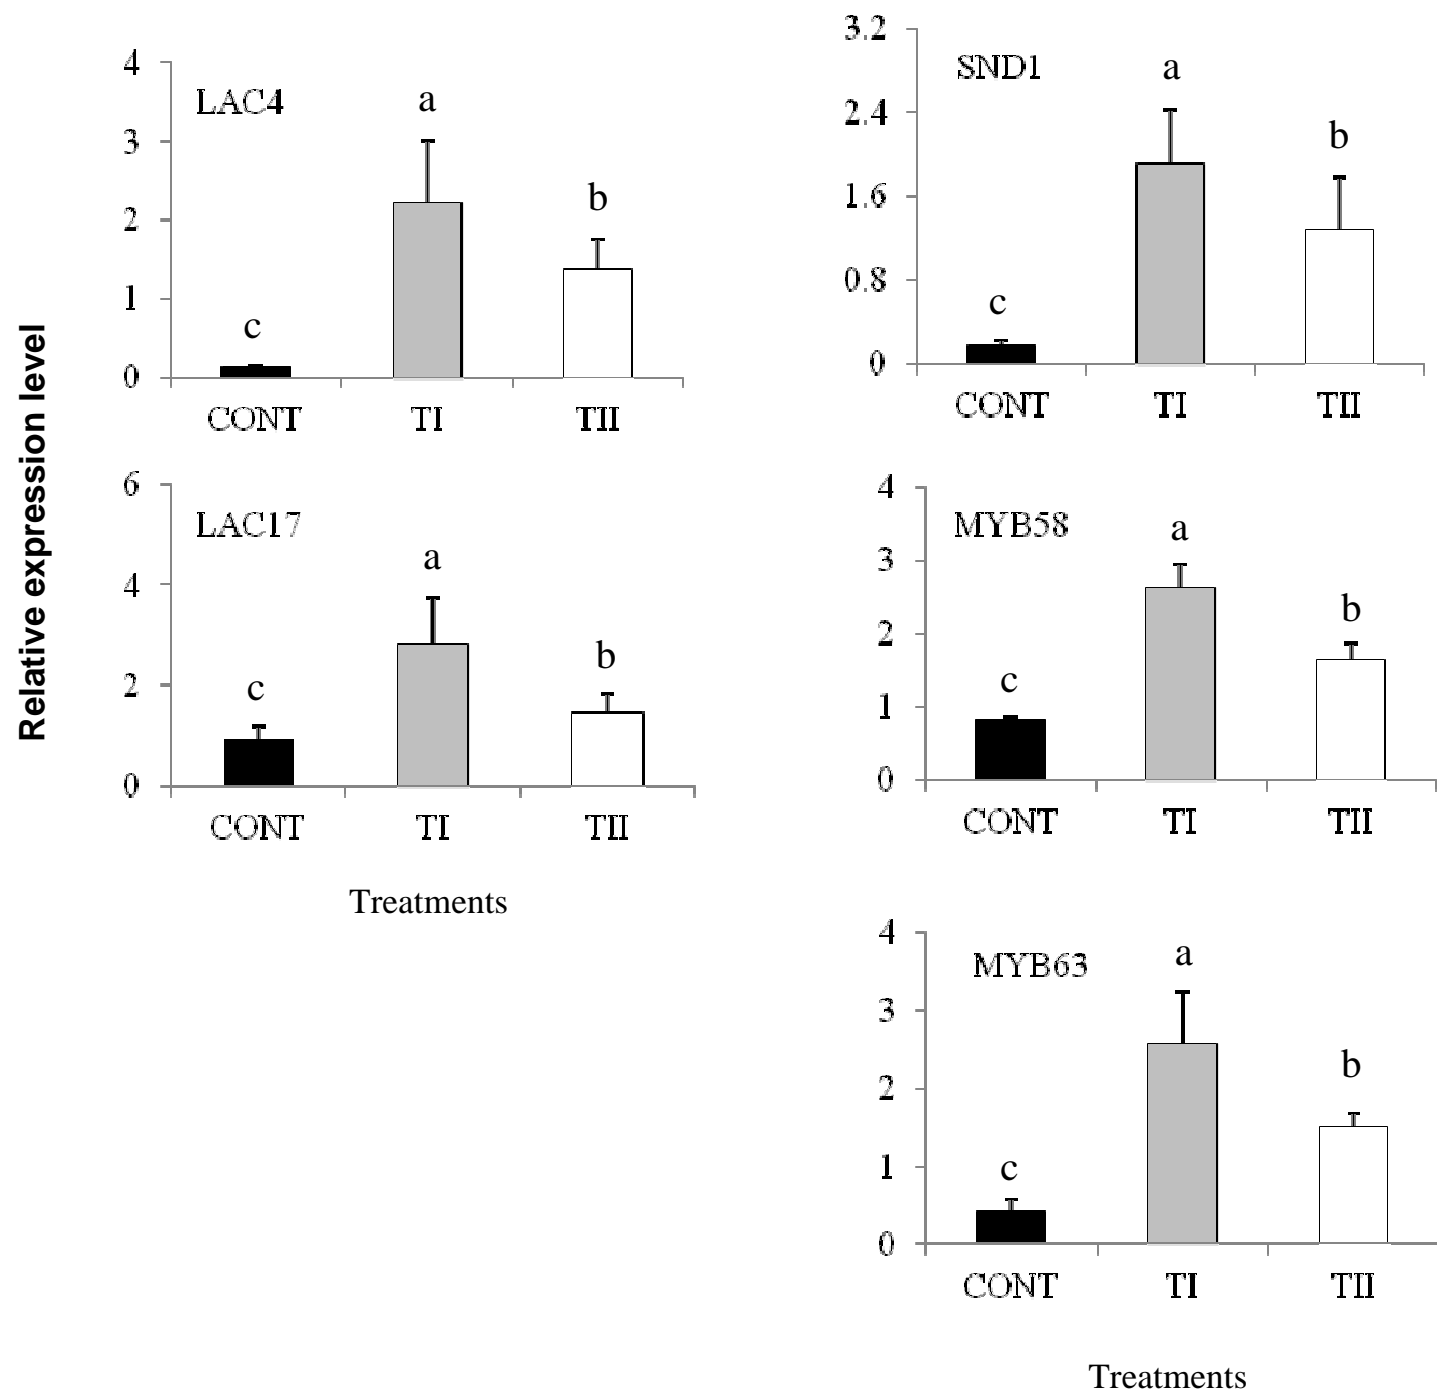 Relative expression level
LAC4
4
3
2
1
0
a
b
c
CONT TI TII
LAC17
6
4
2
0
a
b
c
CONT TI TII
Treatments
SND1
3.2
2.4
1.6
0.8
0
a
b
c
CONT TI TII
MYB58
4
3
2
1
0
a
b
c
CONT TI TII
MYB63
4
3
2
1
0
a
b
c
CONT TI TII
Treatments